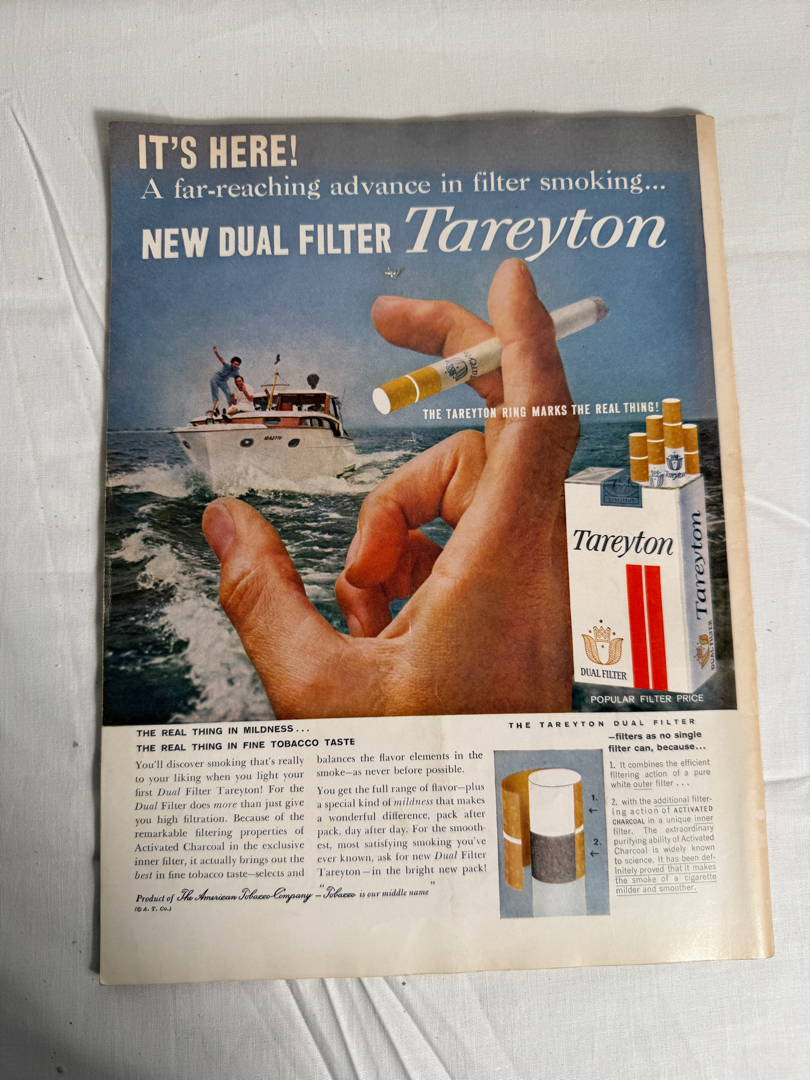 IT'S HERE!
A far-reaching advance in filter smoking...
NEW DUAL FILTER Tareyton
THE TAREYTON RING MARKS THE REAL THING!
Tareyton
DUAL FILTER
Tareyton
DUAL FILTER
POPULAR FILTER PRICE
THE REAL THING IN MILDNESS...
THE REAL THING IN FINE TOBACCO TASTE
You'll discover smoking that's really
to your liking when you light your
first Dual Filter Tareyton! For the
Dual Filter does more than just give
you high filtration. Because of the
remarkable filtering properties of
Activated Charcoal in the exclusive
inner filter, it actually brings out the
best in fine tobacco taste—selects and
balances the flavor elements in the
smoke—as never before possible.
You get the full range of flavor—plus
a special kind of mildness that makes
a wonderful difference, pack after
pack, day after day. For the smooth-
est, most satisfying smoking you've
ever known, ask for new Dual Filter
Tareyton—in the bright new pack!
Product of The American Tobacco Company — "Tobacco is our middle name"
(© A. T. Co.)
THE TAREYTON DUAL FILTER
—filters as no single
filter can, because...
1. It combines the efficient
filtering action of a pure
white outer filter ...
2. with the additional filter-
ing action of ACTIVATED
CHARCOAL in a unique inner
filter. The extraordinary
purifying ability of Activated
Charcoal is widely known
to science. It has been def-
initely proved that it makes
the smoke of a cigarette
milder and smoother.
1.
2.